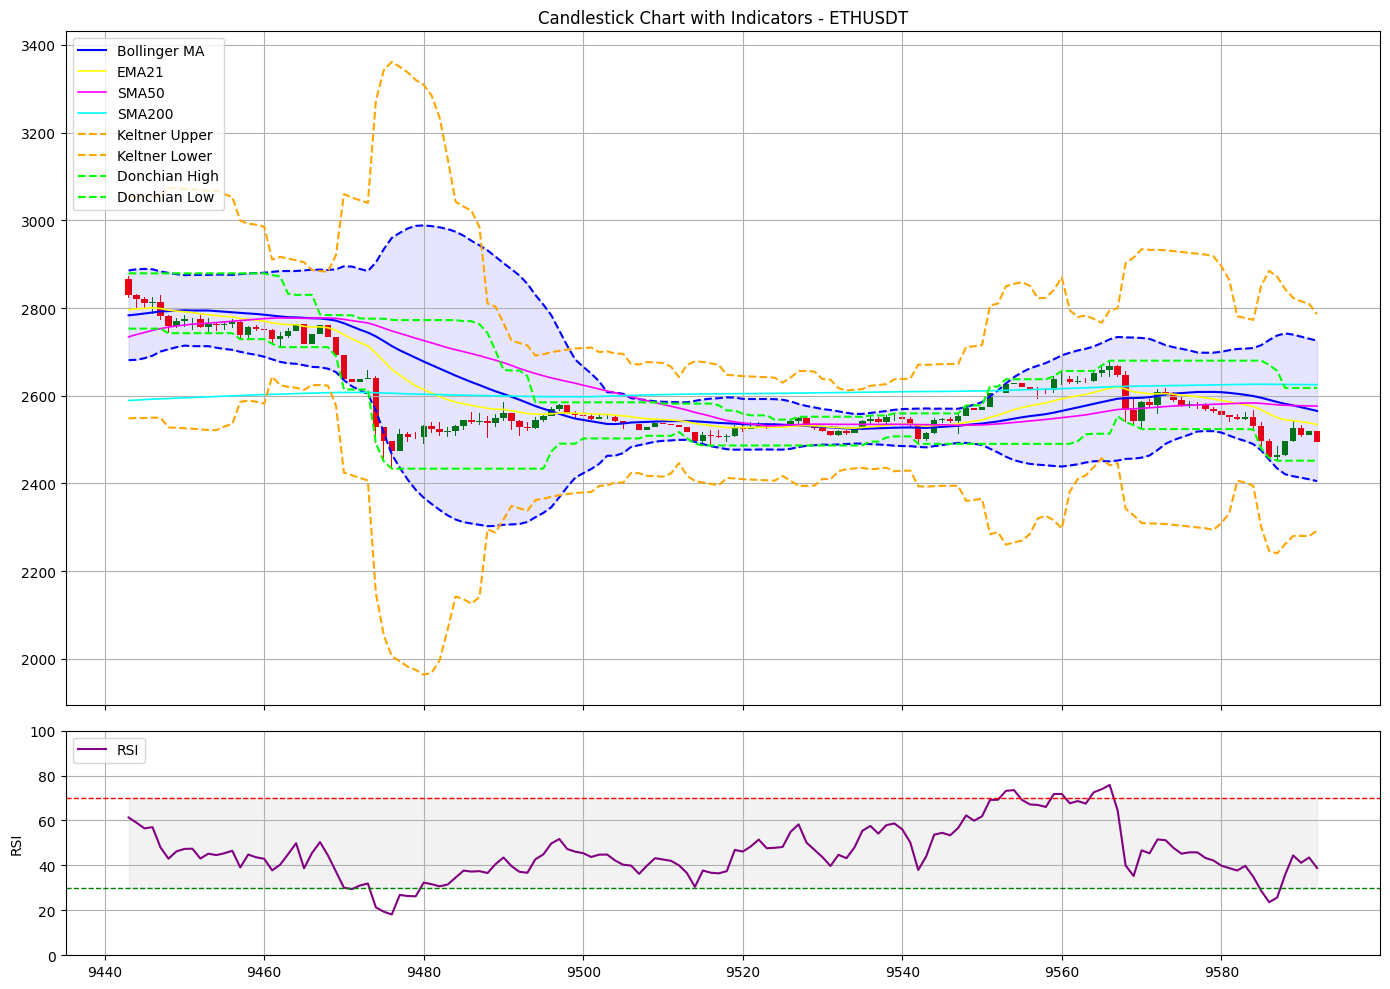 Candlestick Chart with Indicators - ETHUSDT
3400
3200
3000
2800
2600
2400
2200
2000
Bollinger MA
EMA21
SMA50
SMA200
Keltner Upper
Keltner Lower
Donchian High
Donchian Low
100
80
60
40
20
0
RSI
RSI
9440 9460 9480 9500 9520 9540 9560 9580